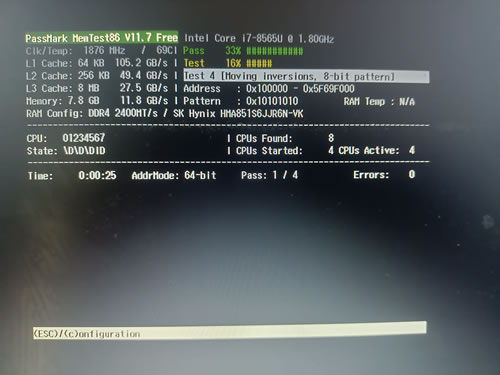 PassMark MemTest86 V11.7 Free Intel Core i7-8565U @ 1.80GHz
Clk/Temp: 1876 MHz / 69C| Pass 33% ###########
L1 Cache: 64 KB 105.2 GB/s | Test 16% #####
L2 Cache: 256 KB 49.4 GB/s | Test 4 [Moving inversions, 8-bit pattern]
L3 Cache: 8 MB 27.5 GB/s | Address : 0x100000 - 0x5F69F000
Memory: 7.8 GB 11.8 GB/s | Pattern : 0x10101010 RAM Temp : N/A
RAM Config: DDR4 2400MT/s / SK Hynix HMA851S6JJR6N-VK
CPU: 01234567 | CPUs Found: 8
State: \D\D\D|D | CPUs Started: 4 CPUs Active: 4
Time: 0:00:25 AddrMode: 64-bit Pass: 1 / 4 Errors: 0
(ESC)/(c)onfiguration